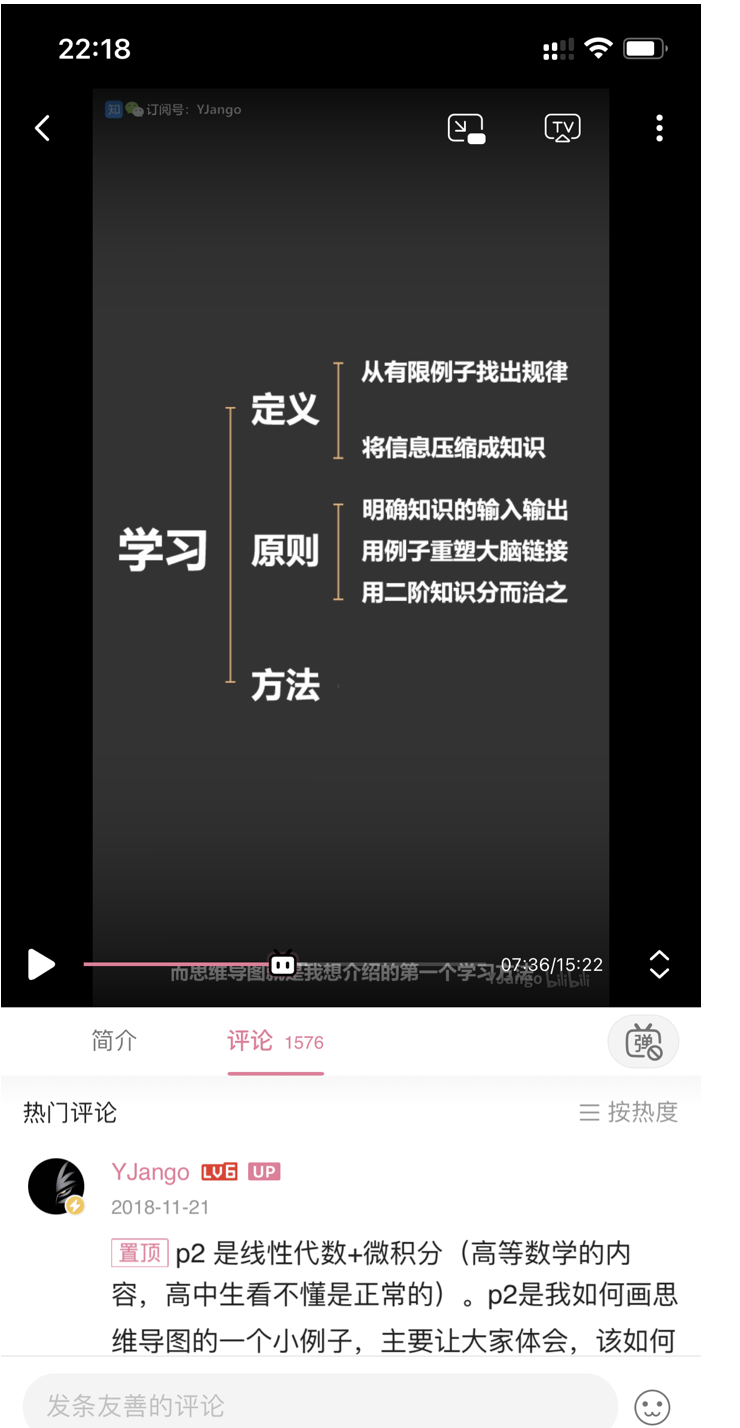 22:18
知 订阅号：YJango
TV
从有限例子找出规律
定义
将信息压缩成知识
明确知识的输入输出
学习
原则
用例子重塑大脑链接
用二阶知识分而治之
方法
07:36/15:22
而思维导图就是我想介绍的第一个学习方法
YJango bilibili
简介
评论 1576
弹
热门评论
按热度
YJango LV6 UP
2018-11-21
置顶 p2 是线性代数+微积分（高等数学的内
容，高中生看不懂是正常的）。p2是我如何画思
维导图的一个小例子，主要让大家体会，该如何
发条友善的评论